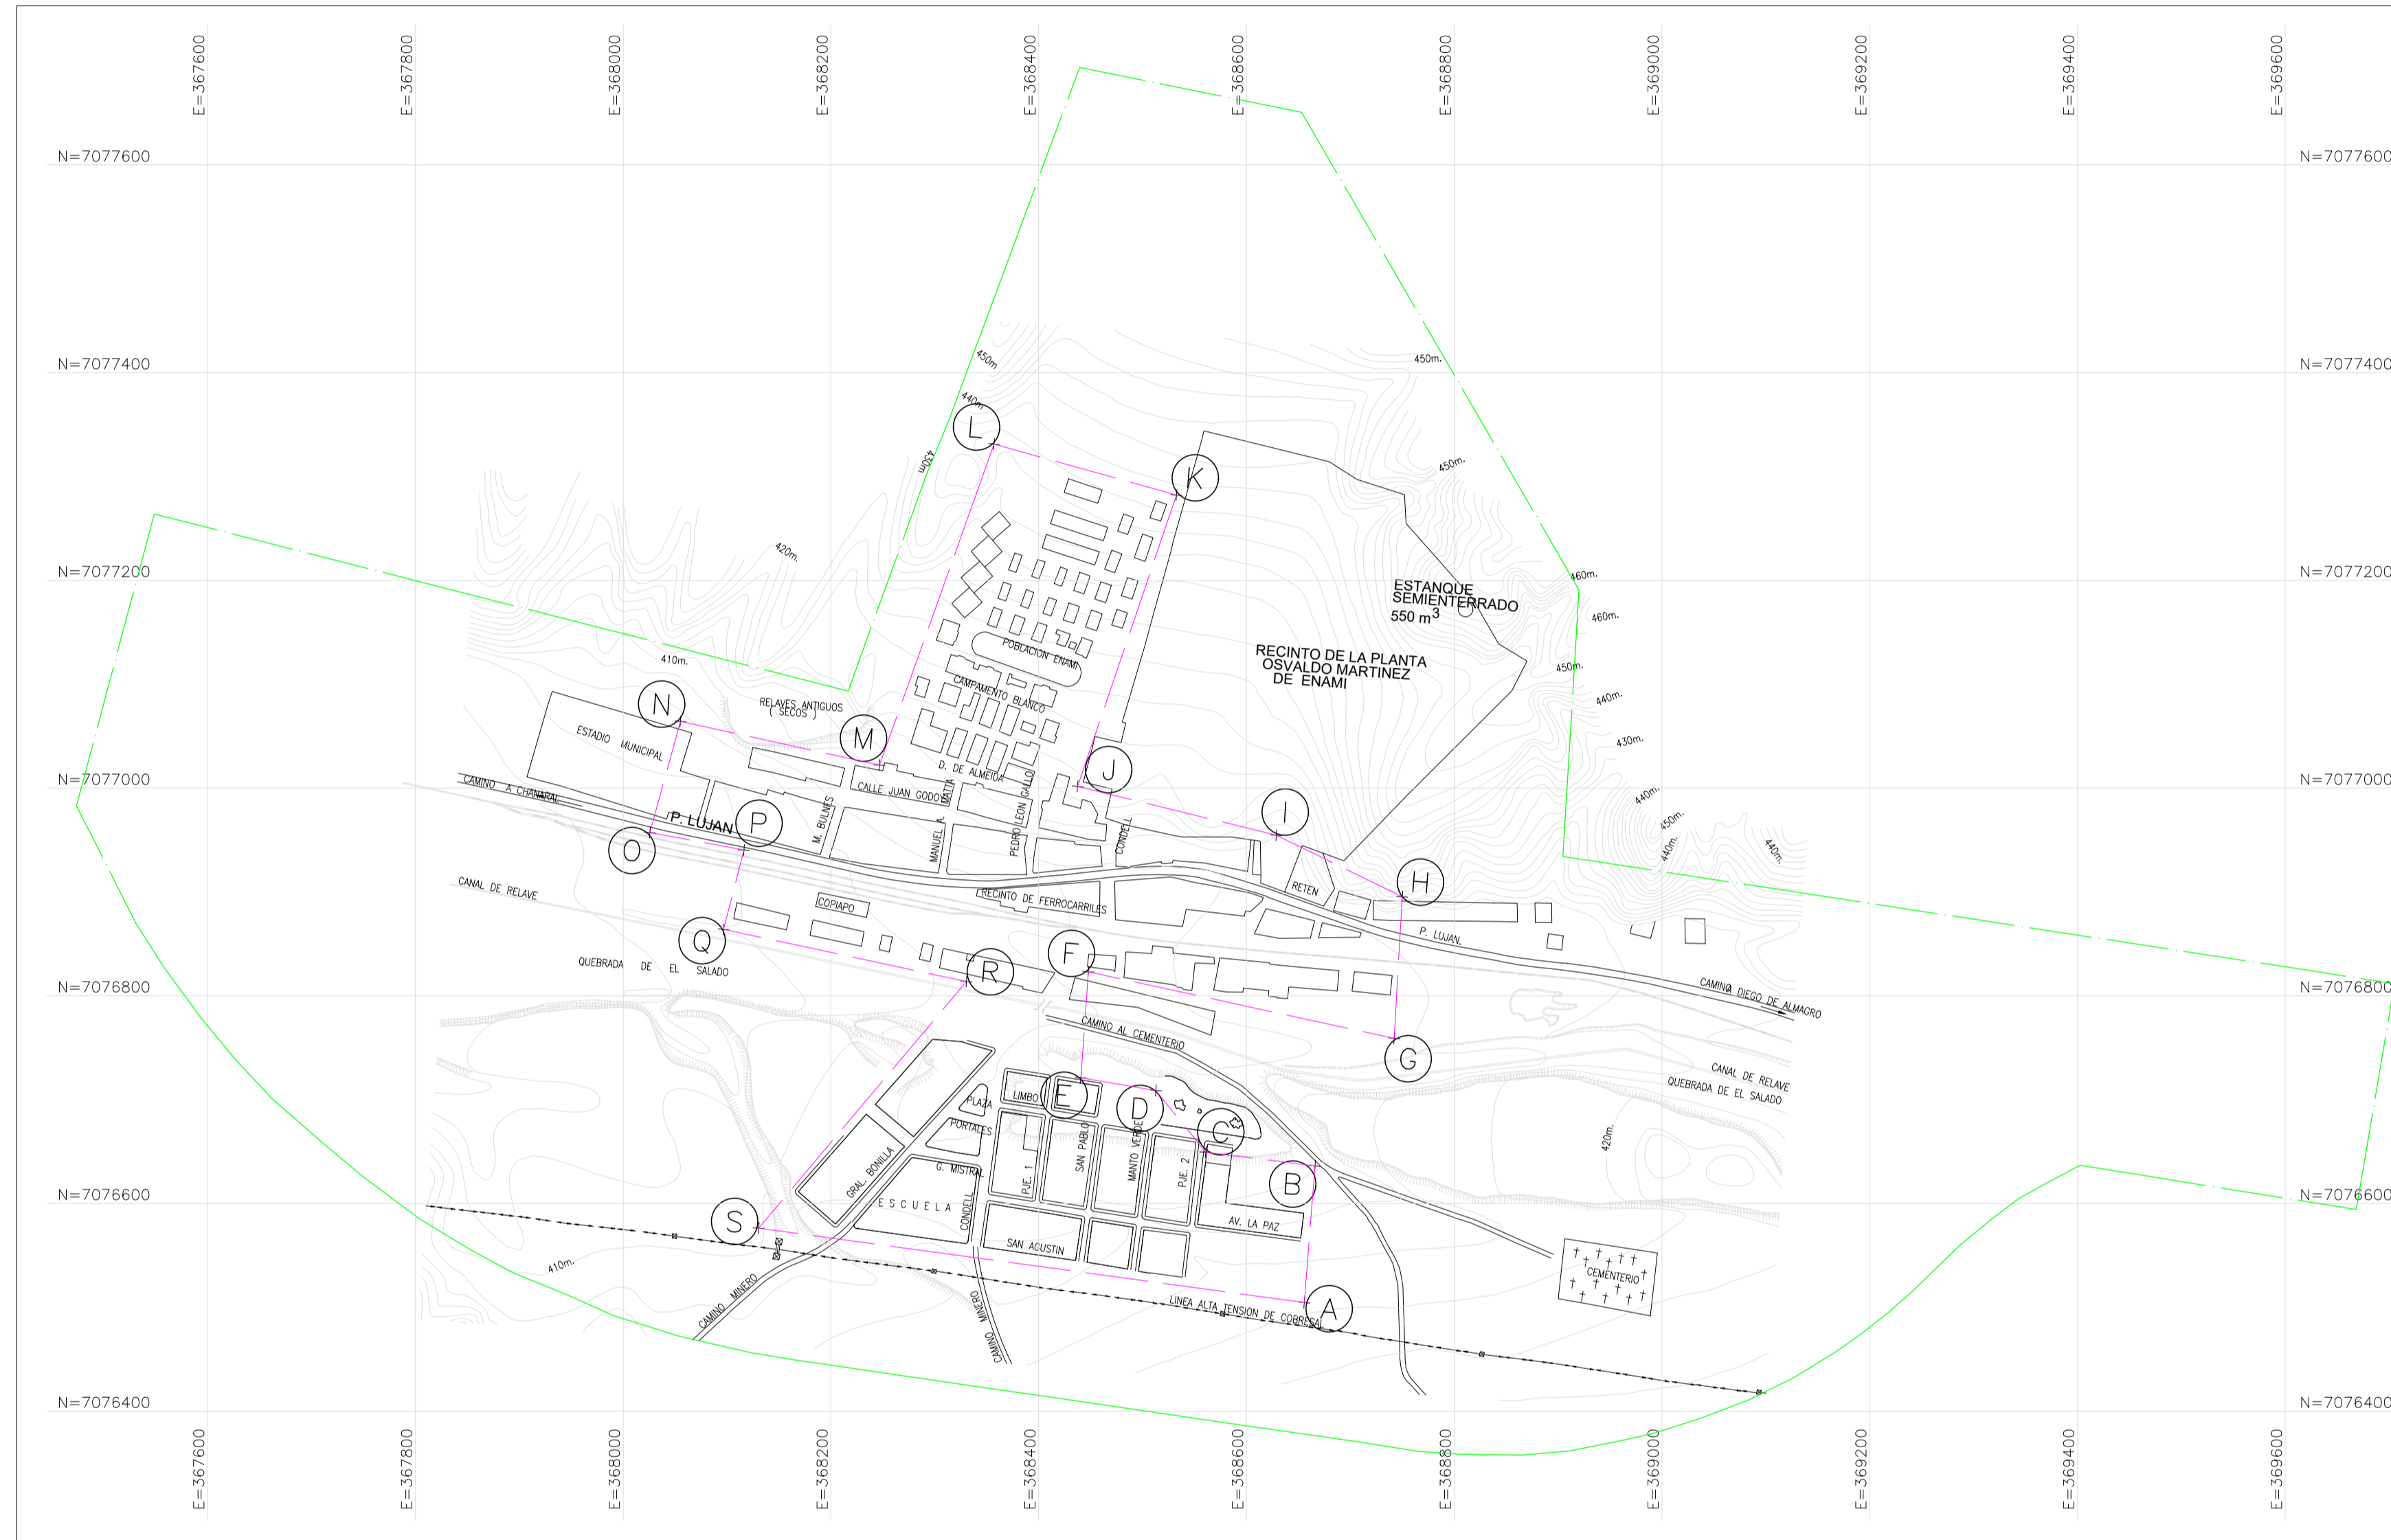 E=367600
E=367800
E=368000
E=368200
E=368400
E=368600
E=368800
E=369000
E=369200
E=369400
E=369600
N=7077600
N=7077600
N=7077400
N=7077400
450m
450m.
440m
L
430m
450m.
K
420m.
N=7077200
N=7077200
460m.
ESTANQUE
SEMIENTERRADO
550 m3
460m.
POBLACION ENAMI
RECINTO DE LA PLANTA
OSVALDO MARTINEZ
DE ENAMI
410m.
450m.
CAMPAMENTO BLANCO
N
RELAVES ANTIGUOS
( SECOS )
440m.
M
ESTADIO MUNICIPAL
430m.
J
D. DE ALMEIDA
N=7077000
N=7077000
CAMINO A CHANARAL
CALLE JUAN GODOY
MANUEL A. MATTA
PEDRO LEON GALLO
440m.
I
P. LUJAN
P
M. BULNES
CONDELL
450m.
440m.
440m.
O
H
CANAL DE RELAVE
RETEN
COPIAPO
RECINTO DE FERROCARRILES
Q
P. LUJAN.
F
QUEBRADA DE EL SALADO
R
N=7076800
N=7076800
CAMINO A DIEGO DE ALMAGRO
CAMINO AL CEMENTERIO
G
CANAL DE RELAVE
QUEBRADA DE EL SALADO
E
LIMBO
D
PLAZA
C
PORTALES
420m.
SAN PABLO
MANTO VERDE
G. MISTRAL
PJE. 1
PJE. 2
B
GRAL. BONILLA
N=7076600
N=7076600
ESCUELA
CONDELL
S
AV. LA PAZ
SAN AGUSTIN
410m.
CEMENTERIO
CAMINO MINERO
CAMINO MINERO
LINEA ALTA TENSION DE COBRESAL
A
N=7076400
N=7076400
E=367600
E=367800
E=368000
E=368200
E=368400
E=368600
E=368800
E=369000
E=369200
E=369400
E=369600